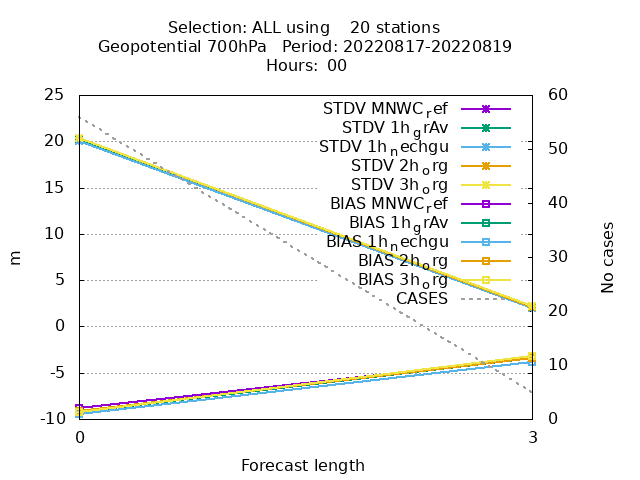 Selection: ALL using 20 stations
Geopotential 700hPa Period: 20220817-20220819
Hours: 00
25
20
15
10
5
0
-5
-10
m
60
50
40
30
20
10
0
No cases
STDV MNWC_ref
STDV 1h_grAv
STDV 1h_nechgu
STDV 2h_org
STDV 3h_org
BIAS MNWC_ref
BIAS 1h_grAv
BIAS 1h_nechgu
BIAS 2h_org
BIAS 3h_org
CASES
0 3
Forecast length